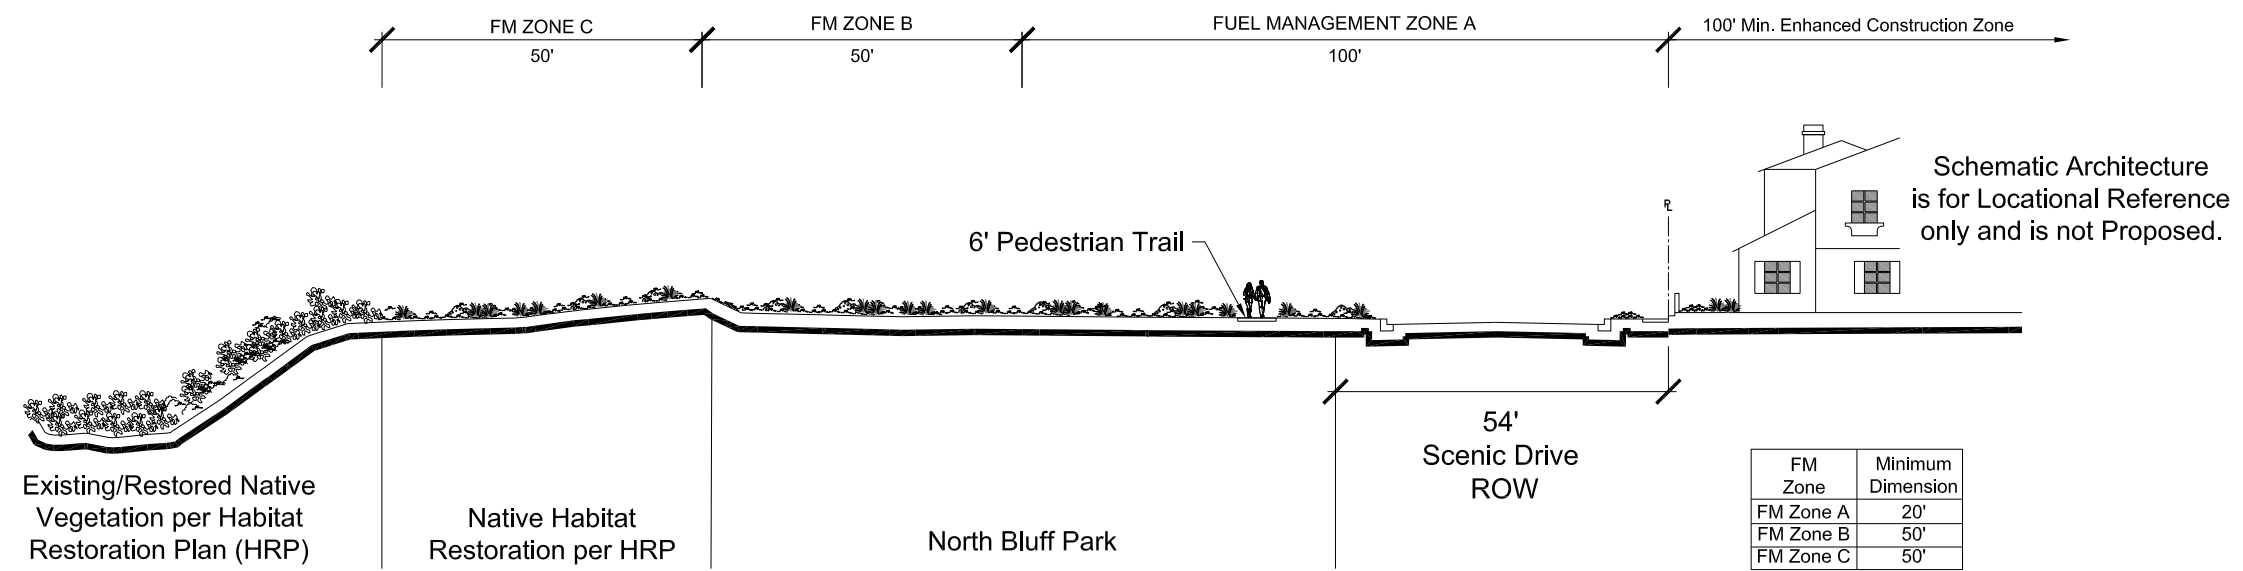 FM ZONE C
50'
FM ZONE B
50'
FUEL MANAGEMENT ZONE A
100'
100' Min. Enhanced Construction Zone
Schematic Architecture
is for Locational Reference
only and is not Proposed.
PL
6' Pedestrian Trail
54'
Scenic Drive
ROW
Existing/Restored Native
Vegetation per Habitat
Restoration Plan (HRP)
Native Habitat
Restoration per HRP
North Bluff Park
FM Zone Minimum Dimension
FM Zone A 20'
FM Zone B 50'
FM Zone C 50'